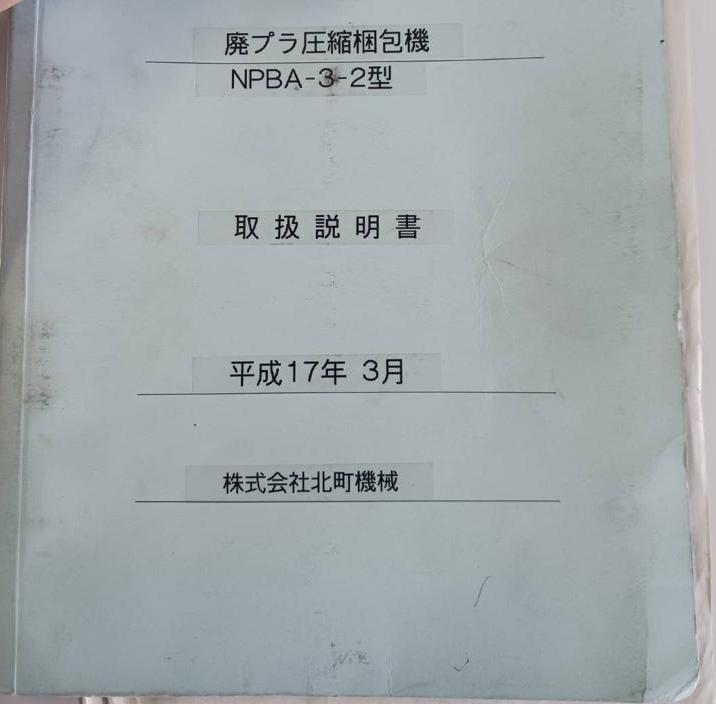 廃プラ圧縮梱包機
NPBA-3-2型
取扱説明書
平成17年 3月
株式会社北町機械